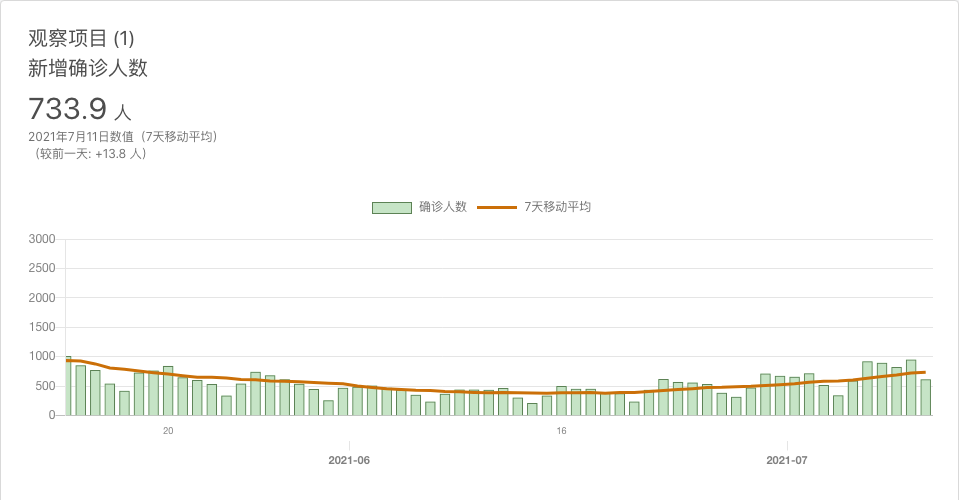 观察项目 (1)
新增确诊人数
733.9 人
2021年7月11日数值（7天移动平均）
（较前一天: +13.8 人）
确诊人数 7天移动平均
3000
2500
2000
1500
1000
500
0
20 16
2021-06 2021-07